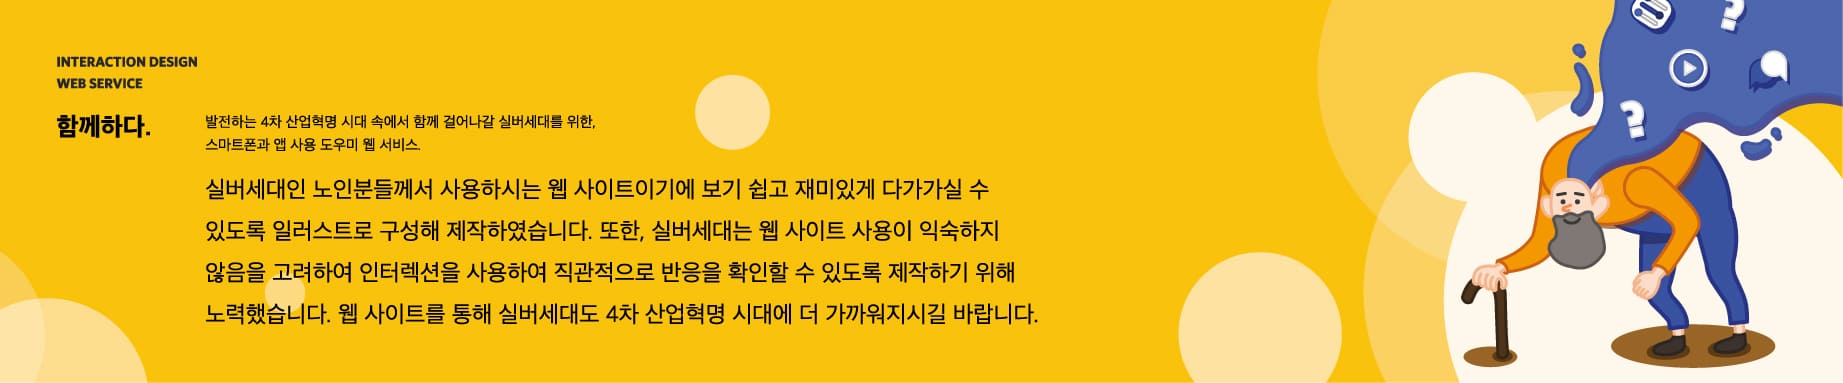 INTERACTION DESIGN
WEB SERVICE
함께하다.
발전하는 4차 산업혁명 시대 속에서 함께 걸어나갈 실버세대를 위한,
스마트폰과 앱 사용 도우미 웹 서비스.
실버세대인 노인분들께서 사용하시는 웹 사이트이기에 보기 쉽고 재미있게 다가가실 수
있도록 일러스트로 구성해 제작하였습니다. 또한, 실버세대는 웹 사이트 사용이 익숙하지
않음을 고려하여 인터렉션을 사용하여 직관적으로 반응을 확인할 수 있도록 제작하기 위해
노력했습니다. 웹 사이트를 통해 실버세대도 4차 산업혁명 시대에 더 가까워지시길 바랍니다.
?
?